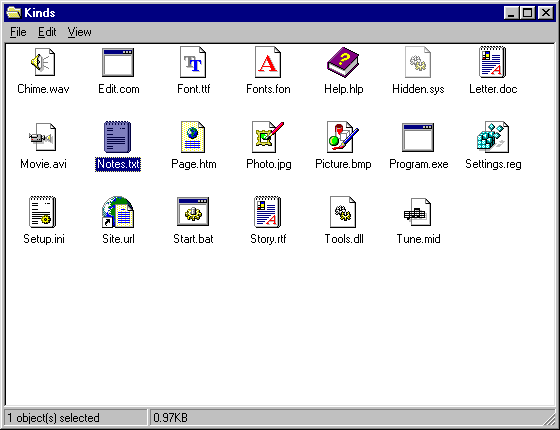 Kinds
File Edit View
Chime.wav Edit.com Font.ttf Fonts.fon Help.hlp Hidden.sys Letter.doc
Movie.avi Notes.txt Page.htm Photo.jpg Picture.bmp Program.exe Settings.reg
Setup.ini Site.url Start.bat Story.rtf Tools.dll Tune.mid
1 object(s) selected 0.97KB